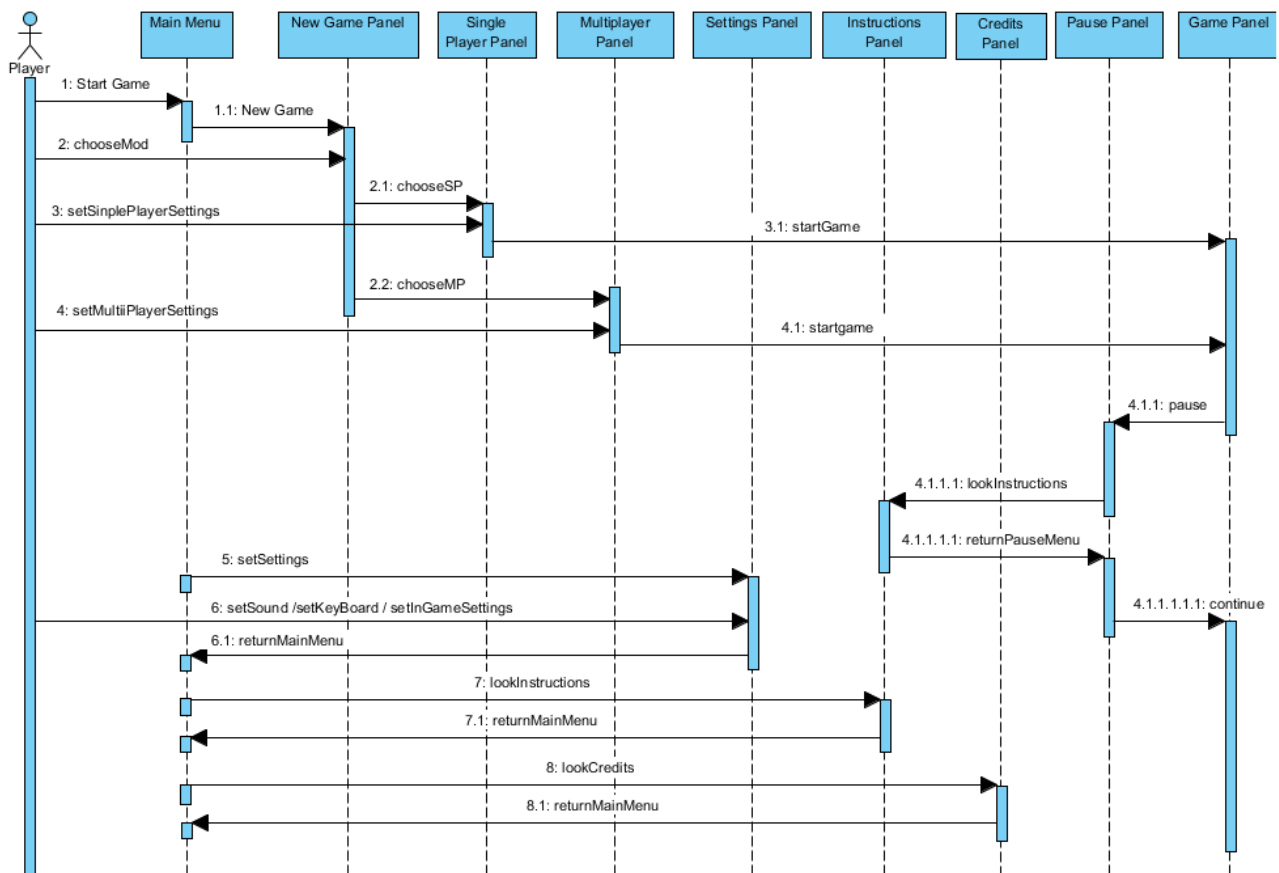 Main Menu
New Game Panel
Single
Player Panel
Multiplayer
Panel
Settings Panel
Instructions
Panel
Credits
Panel
Pause Panel
Game Panel
Player
1: Start Game
1.1: New Game
2: chooseMod
2.1: chooseSP
3: setSinplePlayerSettings
3.1: startGame
2.2: chooseMP
4: setMultiiPlayerSettings
4.1: startgame
4.1.1: pause
4.1.1.1: lookInstructions
4.1.1.1.1: returnPauseMenu
5: setSettings
6: setSound /setKeyBoard / setInGameSettings
4.1.1.1.1.1: continue
6.1: returnMainMenu
7: lookInstructions
7.1: returnMainMenu
8: lookCredits
8.1: returnMainMenu